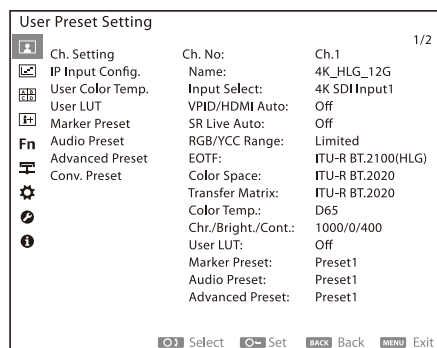 User Preset Setting
1/2
Ch. Setting
IP Input Config.
User Color Temp.
User LUT
Marker Preset
Fn Audio Preset
Advanced Preset
Conv. Preset
Ch. No: Ch.1
Name: 4K_HLG_12G
Input Select: 4K SDI Input1
VPID/HDMI Auto: Off
SR Live Auto: Off
RGB/YCC Range: Limited
EOTF: ITU-R BT.2100(HLG)
Color Space: ITU-R BT.2020
Transfer Matrix: ITU-R BT.2020
Color Temp.: D65
Chr./Bright./Cont.: 1000/0/400
User LUT: Off
Marker Preset: Preset1
Audio Preset: Preset1
Advanced Preset: Preset1
Select Set BACK Back MENU Exit